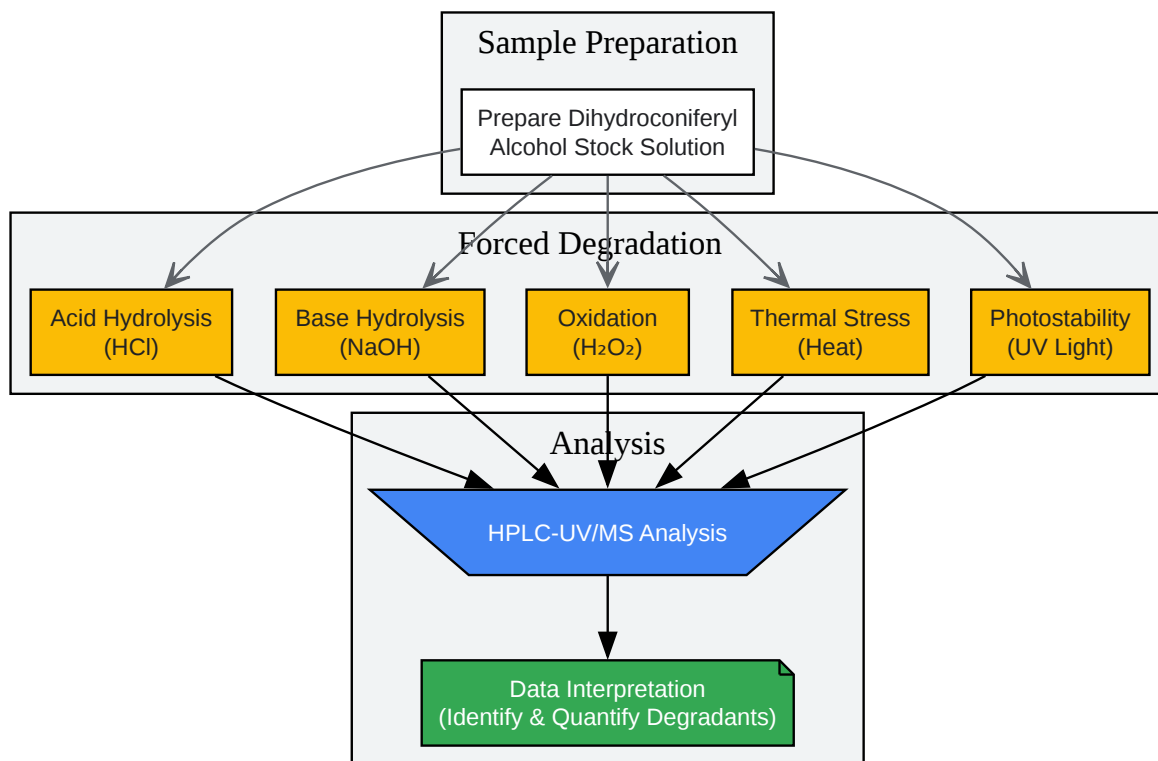 Sample Preparation
Prepare Dihydroconiferyl
Alcohol Stock Solution
Forced Degradation
Acid Hydrolysis
(HCl)
Base Hydrolysis
(NaOH)
Oxidation
(H₂O₂)
Thermal Stress
(Heat)
Photostability
(UV Light)
Analysis
HPLC-UV/MS Analysis
Data Interpretation
(Identify & Quantify Degradants)